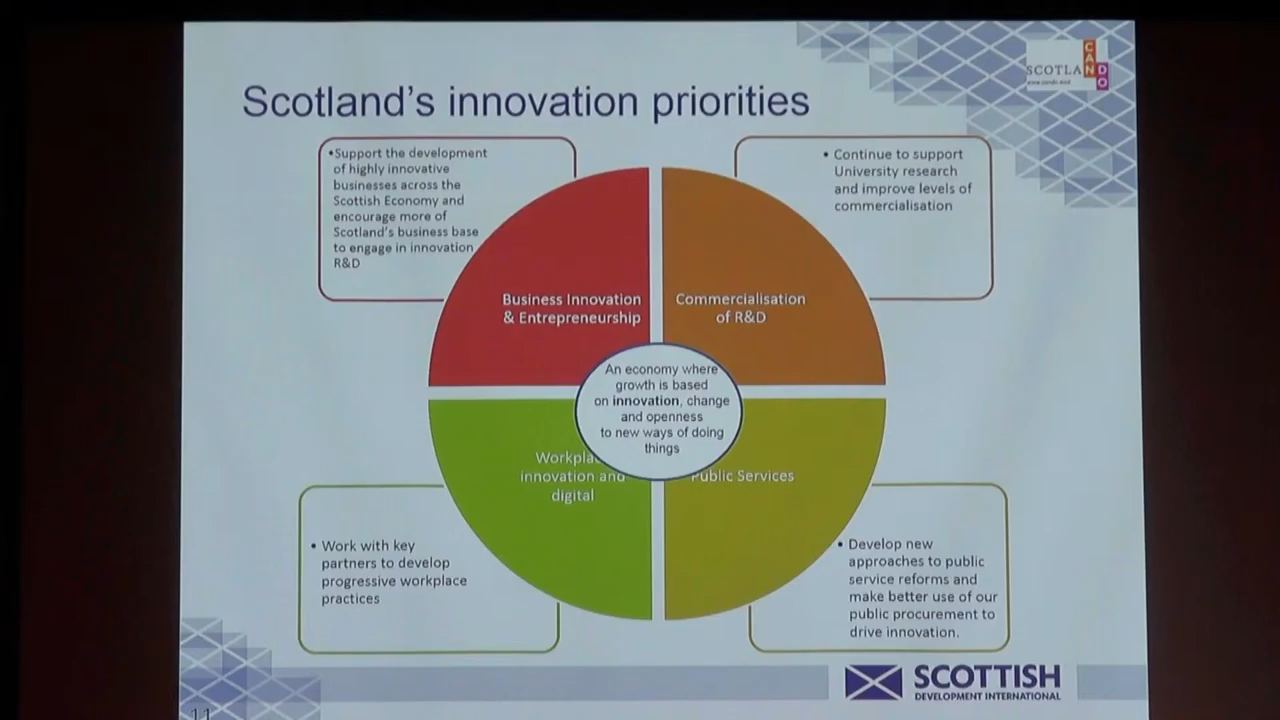 CAN
DO
SCOTLA
Scotland's innovation priorities
•Support the development
of highly innovative
businesses across the
Scottish Economy and
encourage more of
Scotland's business base
to engage in innovation
R&D
• Continue to support
University research
and improve levels of
commercialisation
Business Innovation
& Entrepreneurship
Commercialisation
of R&D
An economy where
growth is based
on innovation, change
and openness
to new ways of doing
things
Workpla
innovation and
digital
Public Services
• Work with key
partners to develop
progressive workplace
practices
• Develop new
approaches to public
service reforms and
make better use of our
public procurement to
drive innovation.
SCOTTISH
DEVELOPMENT INTERNATIONAL
11